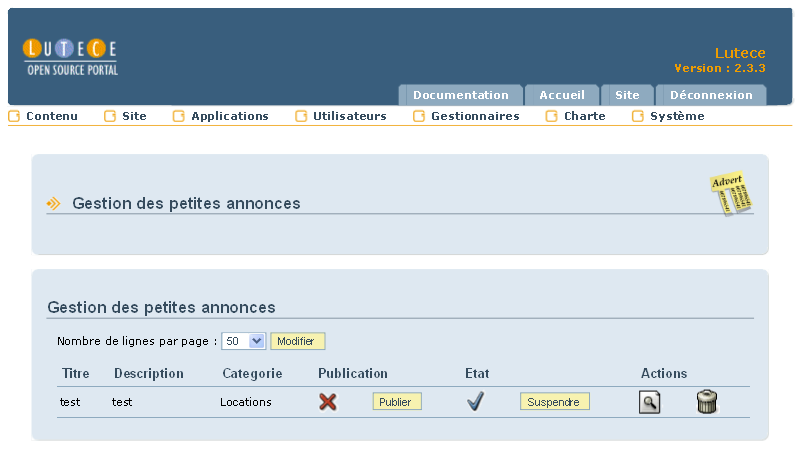 LUTECE
OPEN SOURCE PORTAL
Lutece
Version : 2.3.3
Documentation Accueil Site Déconnexion
Contenu Site Applications Utilisateurs Gestionnaires Charte Système
Advert
Gestion des petites annonces
Gestion des petites annonces
Nombre de lignes par page : 50 Modifier
Titre Description Categorie Publication Etat Actions
test test Locations Publier Suspendre